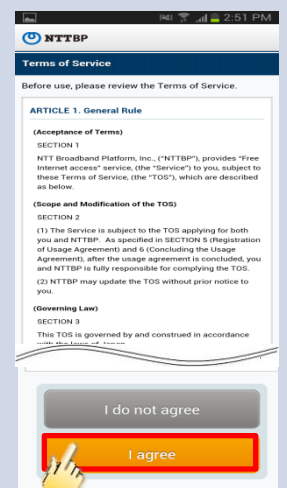 2:51 PM
NTTBP
Terms of Service
Before use, please review the Terms of Service.
ARTICLE 1. General Rule
(Acceptance of Terms)
SECTION 1
NTT Broadband Platform, Inc., ("NTTBP"), provides "Free
Internet access" service, (the "Service") to you, subject to
these Terms of Service, (the "TOS"), which are described
as below.
(Scope and Modification of the TOS)
SECTION 2
(1) The Service is subject to the TOS applying for both
you and NTTBP. As specified in SECTION 5 (Registration
of Usage Agreement) and 6 (Concluding the Usage
Agreement), after the usage agreement is concluded, you
and NTTBP is fully responsible for complying the TOS.
(2) NTTBP may update the TOS without prior notice to
you.
(Governing Law)
SECTION 3
This TOS is governed by and construed in accordance
with the laws of Japan
I do not agree
I agree